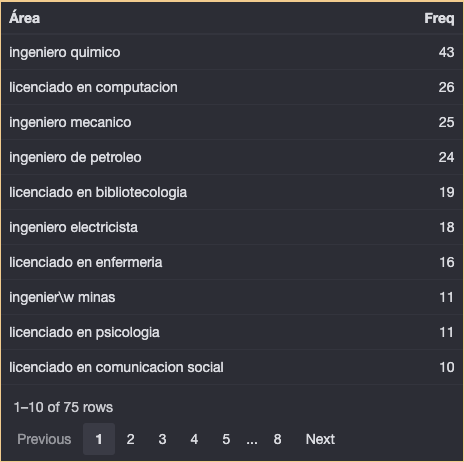 Área Freq
ingeniero quimico 43
licenciado en computacion 26
ingeniero mecanico 25
ingeniero de petroleo 24
licenciado en bibliotecologia 19
ingeniero electricista 18
licenciado en enfermeria 16
ingenier\w minas 11
licenciado en psicologia 11
licenciado en comunicacion social 10
1–10 of 75 rows
Previous 1 2 3 4 5 ... 8 Next